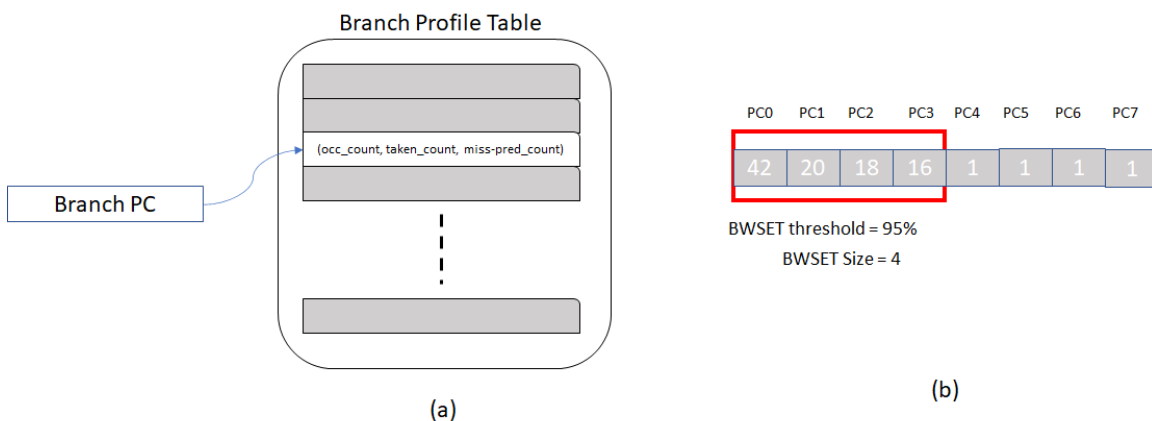 Branch Profile Table
(occ_count, taken_count, miss-pred_count)
Branch PC
(a)
PC0 PC1 PC2 PC3 PC4 PC5 PC6 PC7
42 20 18 16 1 1 1 1
BWSET threshold = 95%
BWSET Size = 4
(b)